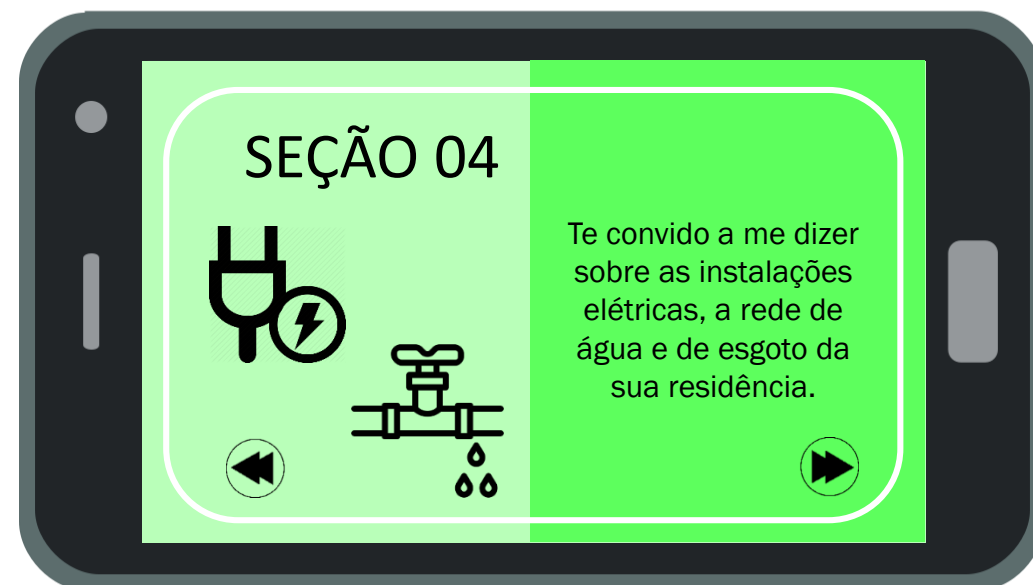 SEÇÃO 04
Te convido a me dizer
sobre as instalações
elétricas, a rede de
água e de esgoto da
sua residência.